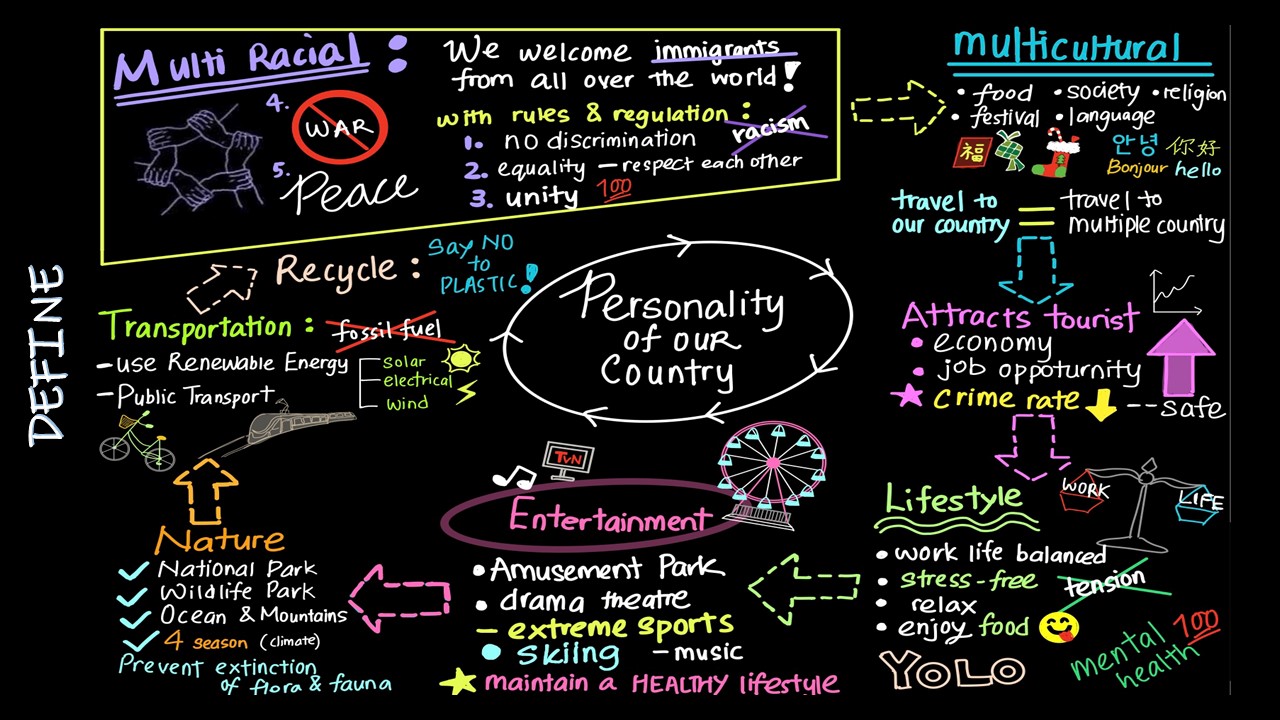 DEFINE
Multi Racial :
We welcome immigrants
from all over the world!
with rules & regulation :
racism
1. no discrimination
2. equality – respect each other
3. unity 100
4. WAR
5. Peace
multicultural
• food • society • religion
• festival • language
福
안녕 你好
Bonjour hello
travel to our country = travel to multiple country
Attracts tourist
• economy
• job oppoturnity
crime rate --- safe
Lifestyle
WORK LIFE
• work life balanced
• stress-free
tension
• relax
• enjoy food
YOLO
mental health 100
Entertainment
TVN
• Amusement Park
• drama theatre
– extreme sports
• skiing – music
maintain a HEALTHY lifestyle
Nature
National Park
Wildlife Park
Ocean & Mountains
4 season (climate)
Prevent extinction
of flora & fauna
Transportation : fossil fuel
– use Renewable Energy
solar
electrical
wind
– Public Transport
Recycle :
Say NO
to
PLASTIC!
Personality
of our
Country